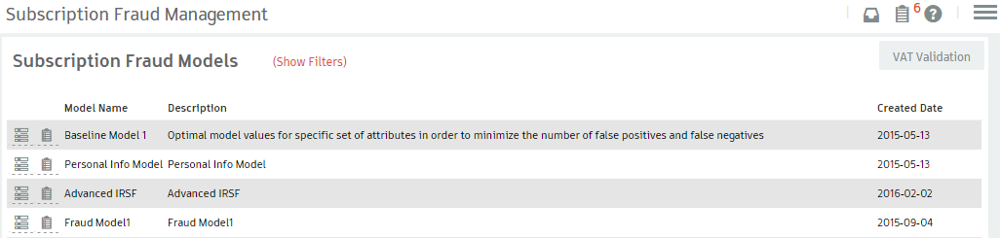 Subscription Fraud Management
6 ?
Subscription Fraud Models (Show Filters) VAT Validation
Model Name Description Created Date
Baseline Model 1 Optimal model values for specific set of attributes in order to minimize the number of false positives and false negatives 2015-05-13
Personal Info Model Personal Info Model 2015-05-13
Advanced IRSF Advanced IRSF 2016-02-02
Fraud Model1 Fraud Model1 2015-09-04